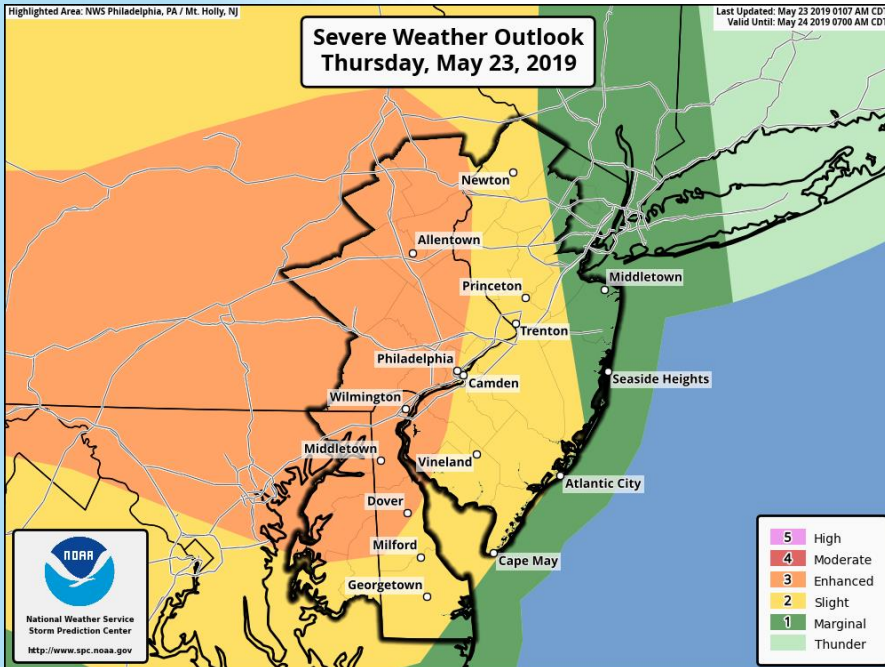 Highlighted Area: NWS Philadelphia, PA / Mt. Holly, NJ
Last Updated: May 23 2019 0107 AM CDT
Valid Until: May 24 2019 0700 AM CDT
Severe Weather Outlook
Thursday, May 23, 2019
Newton
Allentown
Middletown
Princeton
Trenton
Philadelphia
Camden
Seaside Heights
Wilmington
Middletown
Vineland
Atlantic City
Dover
Milford
Cape May
Georgetown
NOAA
National Weather Service
Storm Prediction Center
http://www.spc.noaa.gov
5 High
4 Moderate
3 Enhanced
2 Slight
1 Marginal
Thunder